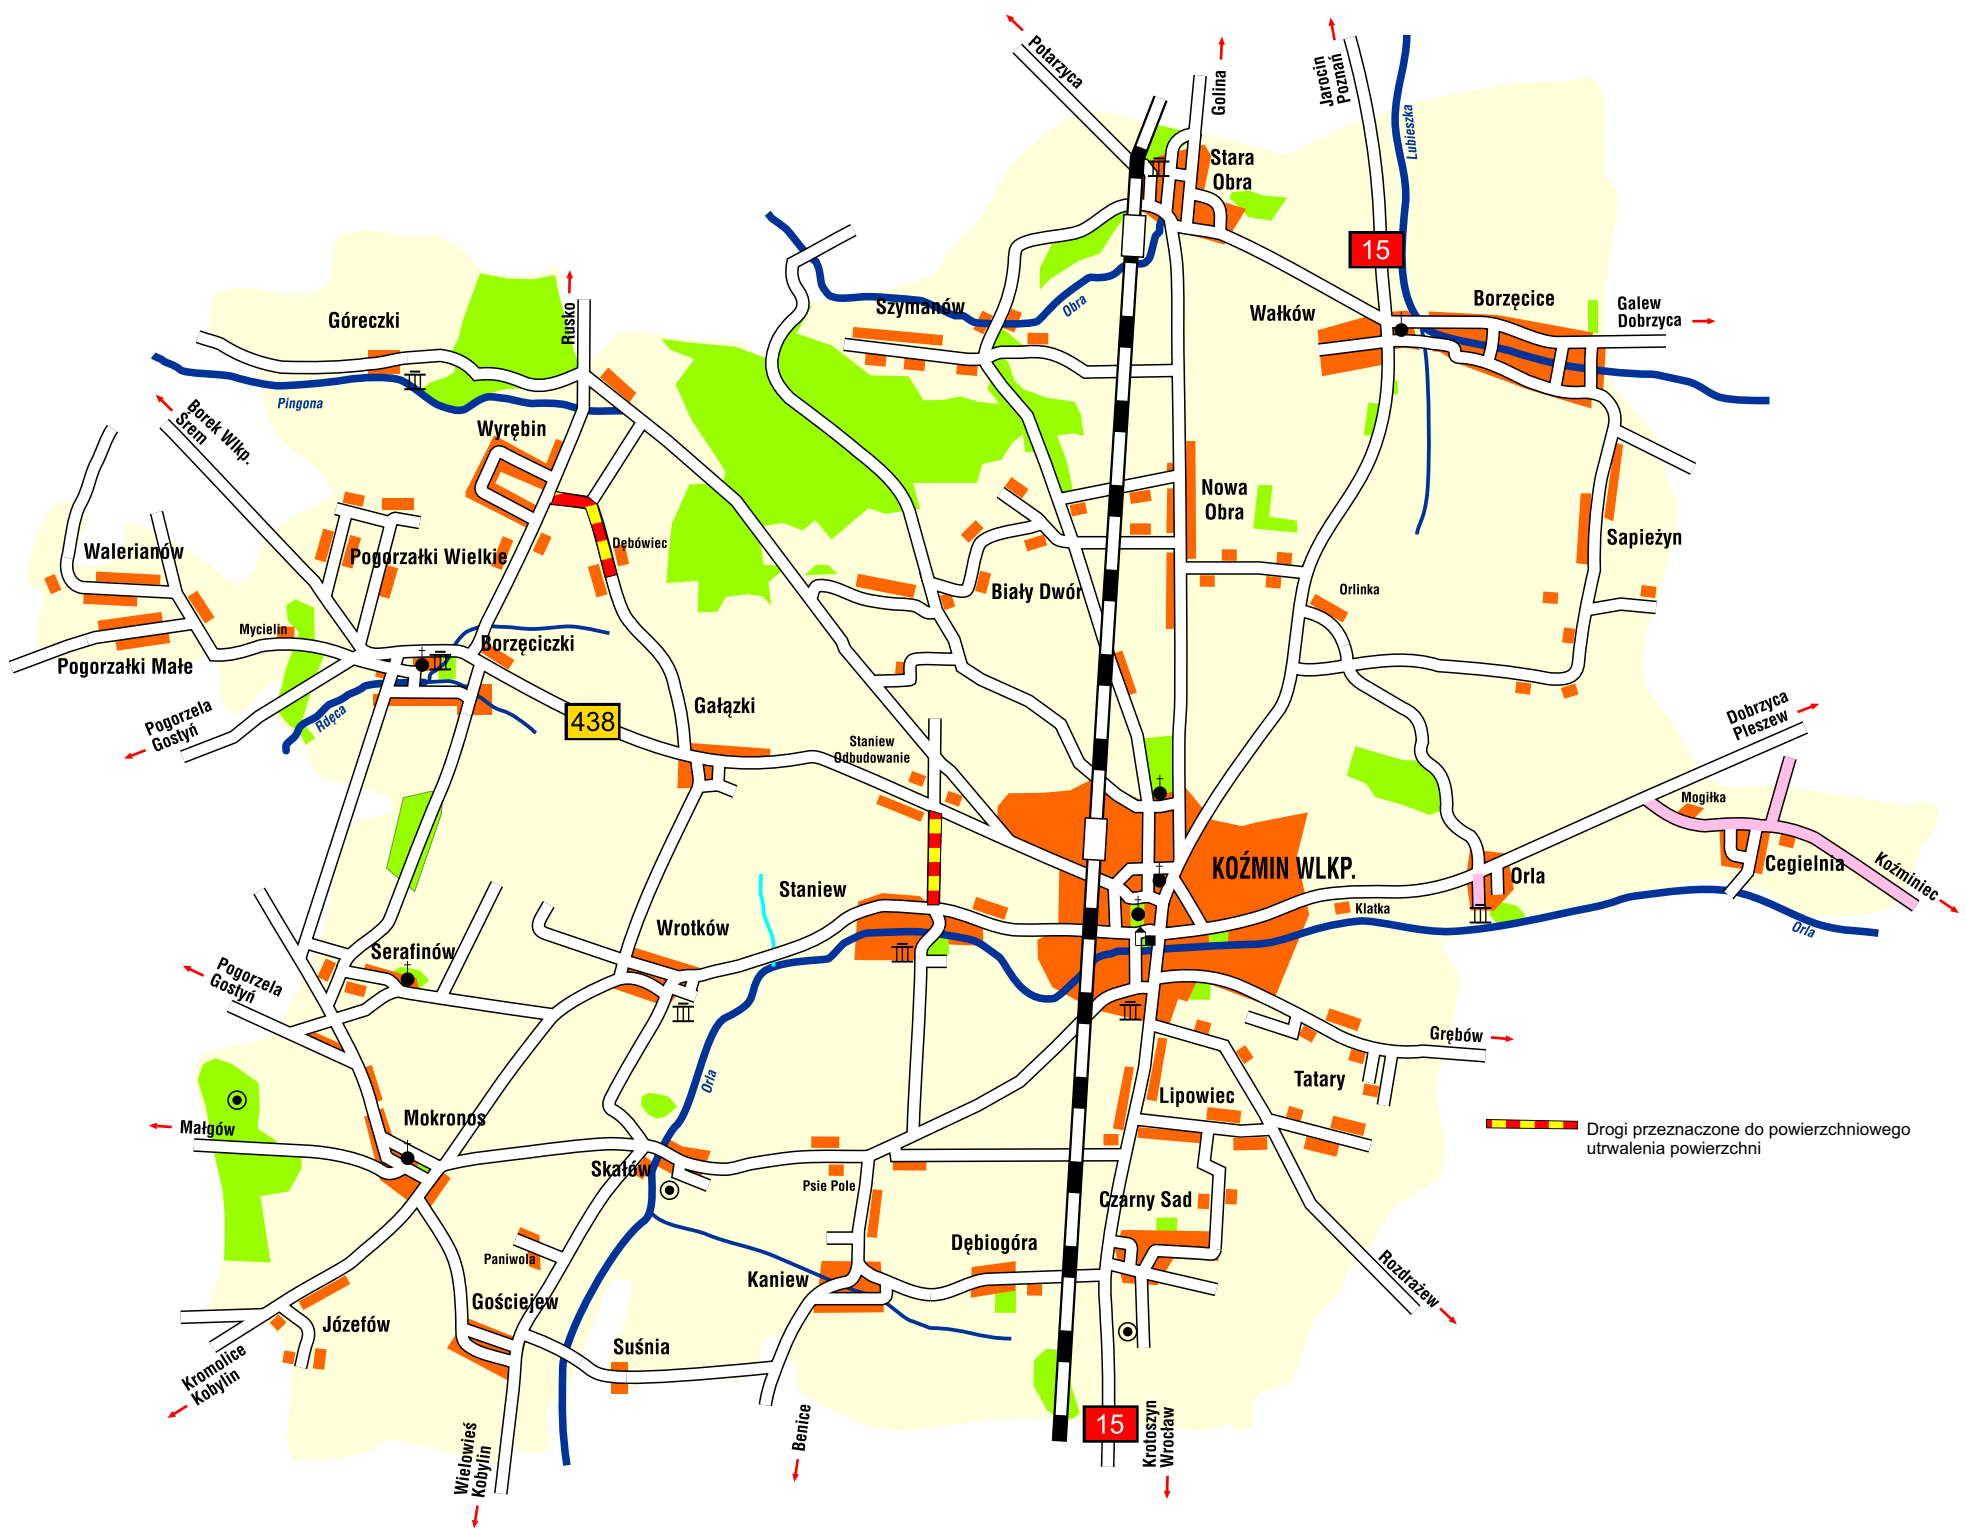 Potarzyca
Golina
Jarocin
Poznań
Lubieszka
Stara
Obra
15
Szymanów
Obra
Wałków
Borzęcice
Galew
Dobrzyca
Góreczki
Rusko
Pingona
Borek Wlkp.
Śrem
Wyrębin
Nowa
Obra
Sapieżyn
Walerianów
Pogorzałki Wielkie
Dębówiec
Biały Dwór
Orlinka
Mycielin
Borzęciczki
Pogorzałki Małe
Pogorzela
Gostyń
Rdęca
438
Gałązki
Staniew
Odbudowanie
Dobrzyca
Pleszew
Mogiłka
Cegielnia
Koźminiec
KOŹMIN WLKP.
Orla
Klatka
Orla
Staniew
Wrotków
Serafinów
Pogorzela
Gostyń
Grębów
Tatary
Lipowiec
Orla
Mokronos
Małgów
Drogi przeznaczone do powierzchniowego
utrwalenia powierzchni
Skałów
Psie Pole
Czarny Sad
Paniwola
Dębiogóra
Kaniew
Rozdrażew
Gościejew
Józefów
Suśnia
Kromolice
Kobylin
Wielowieś
Kobylin
Benice
15
Krotoszyn
Wrocław